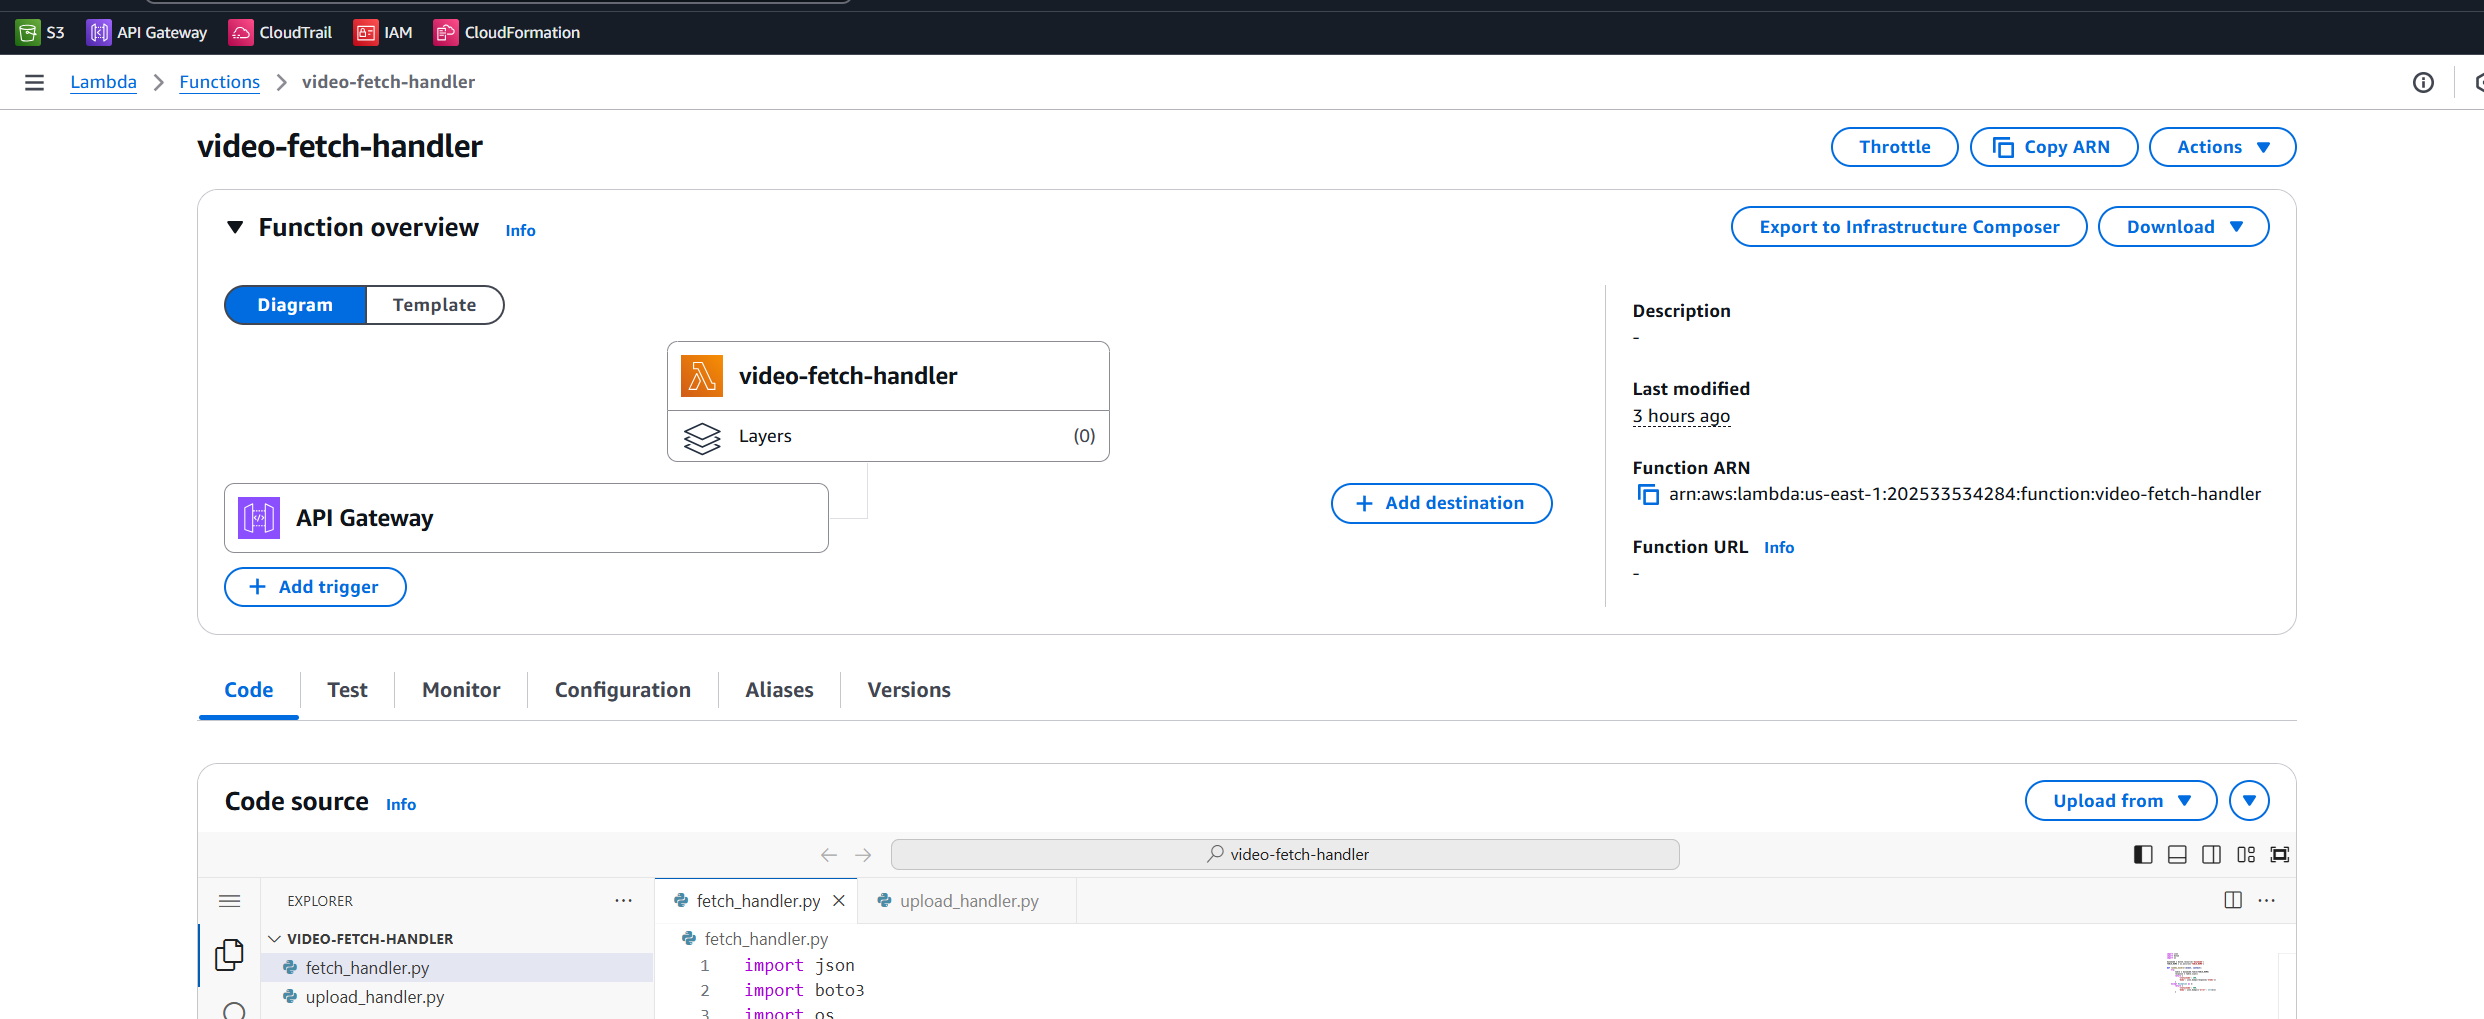 S3 API Gateway CloudTrail IAM CloudFormation
Lambda Functions video-fetch-handler
video-fetch-handler
Throttle Copy ARN Actions
Function overview Info
Export to Infrastructure Composer Download
Diagram Template
video-fetch-handler
Layers (0)
API Gateway
+ Add trigger
+ Add destination
Description
-
Last modified
3 hours ago
Function ARN
arn:aws:lambda:us-east-1:202533534284:function:video-fetch-handler
Function URL Info
-
Code Test Monitor Configuration Aliases Versions
Code source Info
Upload from
video-fetch-handler
EXPLORER ...
VIDEO-FETCH-HANDLER
fetch_handler.py
upload_handler.py
fetch_handler.py upload_handler.py ...
fetch_handler.py
1 import json
2 import boto3
3 import os